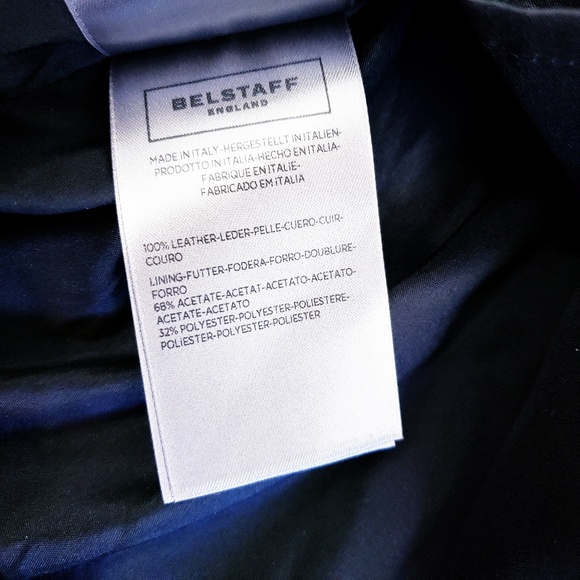 BELSTAFF
ENGLAND
MADE IN ITALY-HERGESTELLT IN ITALIEN-
PRODOTTO IN ITALIA-HECHO EN ITALIA-
FABRIQUE EN ITALIE-
FABRICADO EM ITALIA
100% LEATHER-LEDER-PELLE-CUERO-CUIR-
COURO
LINING-FUTTER-FODERA-FORRO-DOUBLURE-
FORRO
68% ACETATE-ACETAT-ACETATO-ACETATO-
ACETATE-ACETATO
32% POLYESTER-POLYESTER-POLIESTERE-
POLIESTER-POLYESTER-POLIESTER